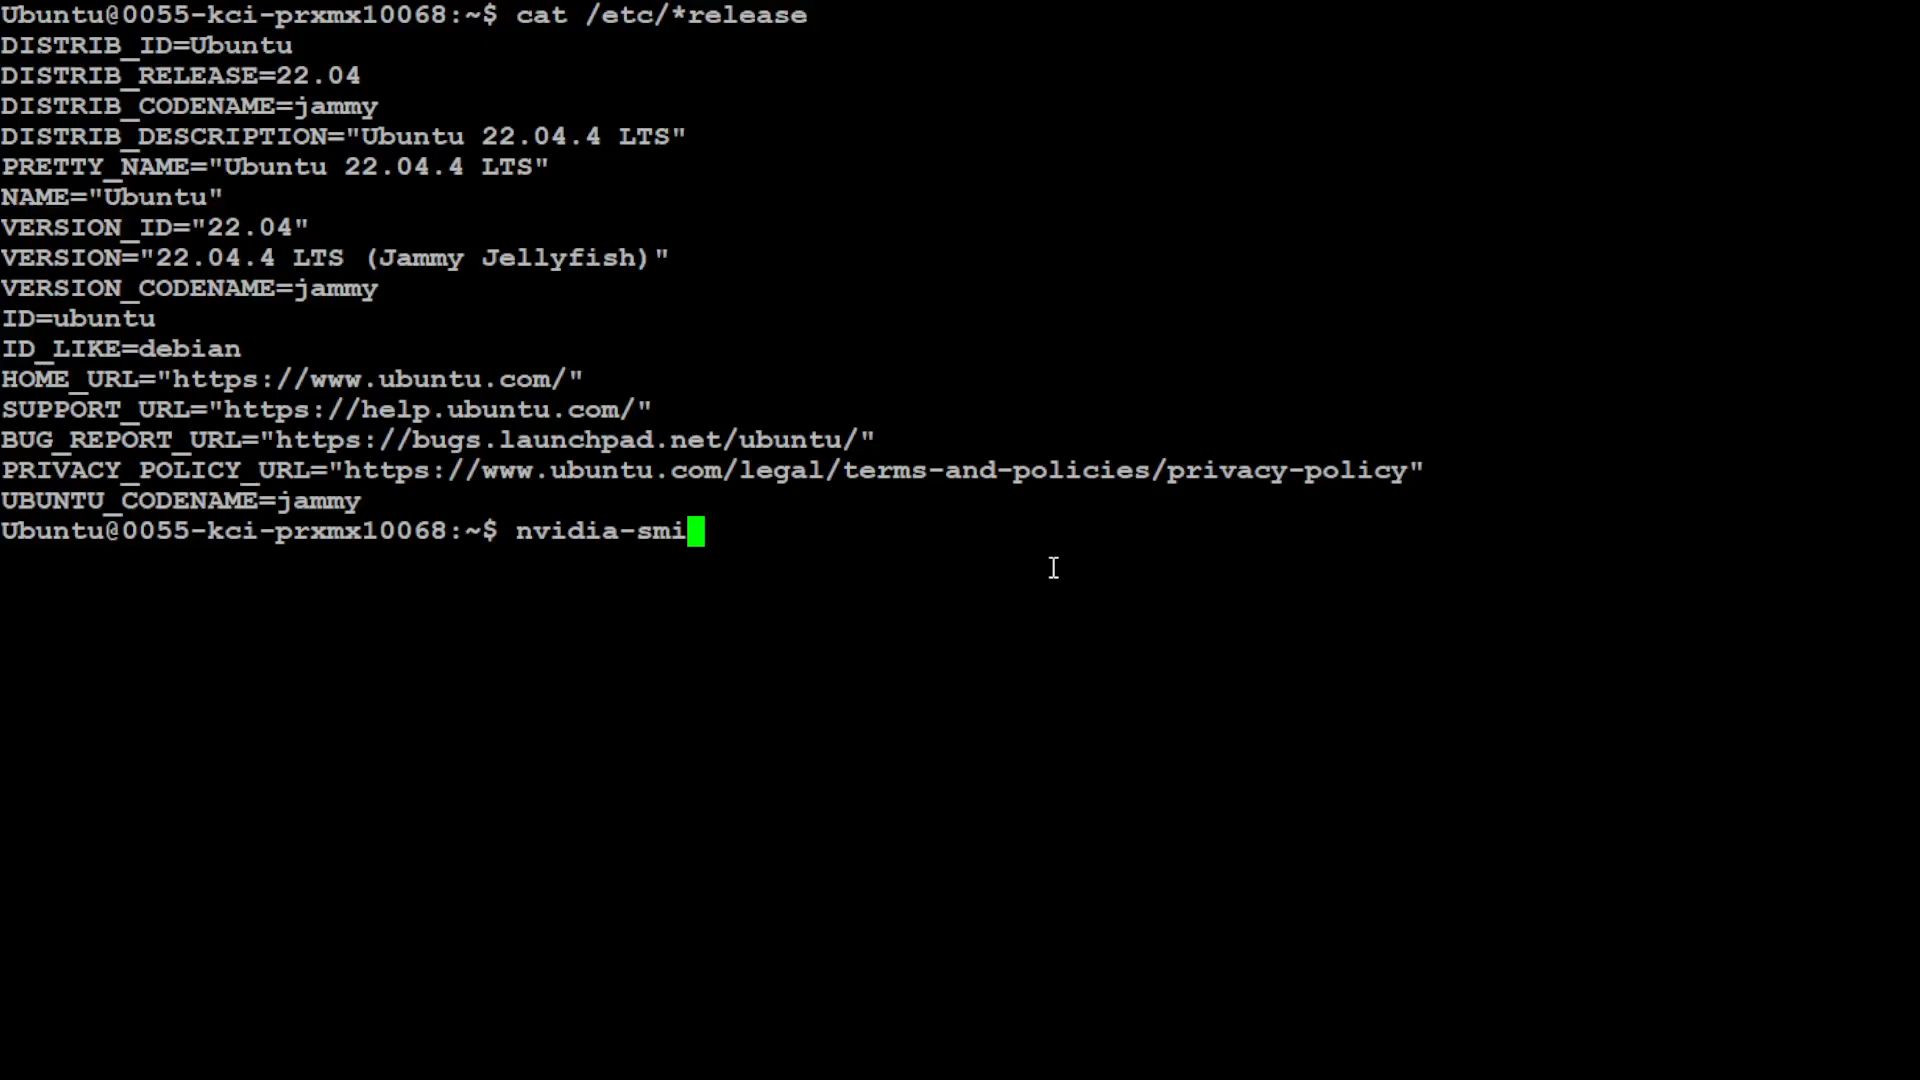 Ubuntu@0055-kci-prxmx10068:~$ cat /etc/*release
DISTRIB_ID=Ubuntu
DISTRIB_RELEASE=22.04
DISTRIB_CODENAME=jammy
DISTRIB_DESCRIPTION="Ubuntu 22.04.4 LTS"
PRETTY_NAME="Ubuntu 22.04.4 LTS"
NAME="Ubuntu"
VERSION_ID="22.04"
VERSION="22.04.4 LTS (Jammy Jellyfish)"
VERSION_CODENAME=jammy
ID=ubuntu
ID_LIKE=debian
HOME_URL="https://www.ubuntu.com/"
SUPPORT_URL="https://help.ubuntu.com/"
BUG_REPORT_URL="https://bugs.launchpad.net/ubuntu/"
PRIVACY_POLICY_URL="https://www.ubuntu.com/legal/terms-and-policies/privacy-policy"
UBUNTU_CODENAME=jammy
Ubuntu@0055-kci-prxmx10068:~$ nvidia-smi